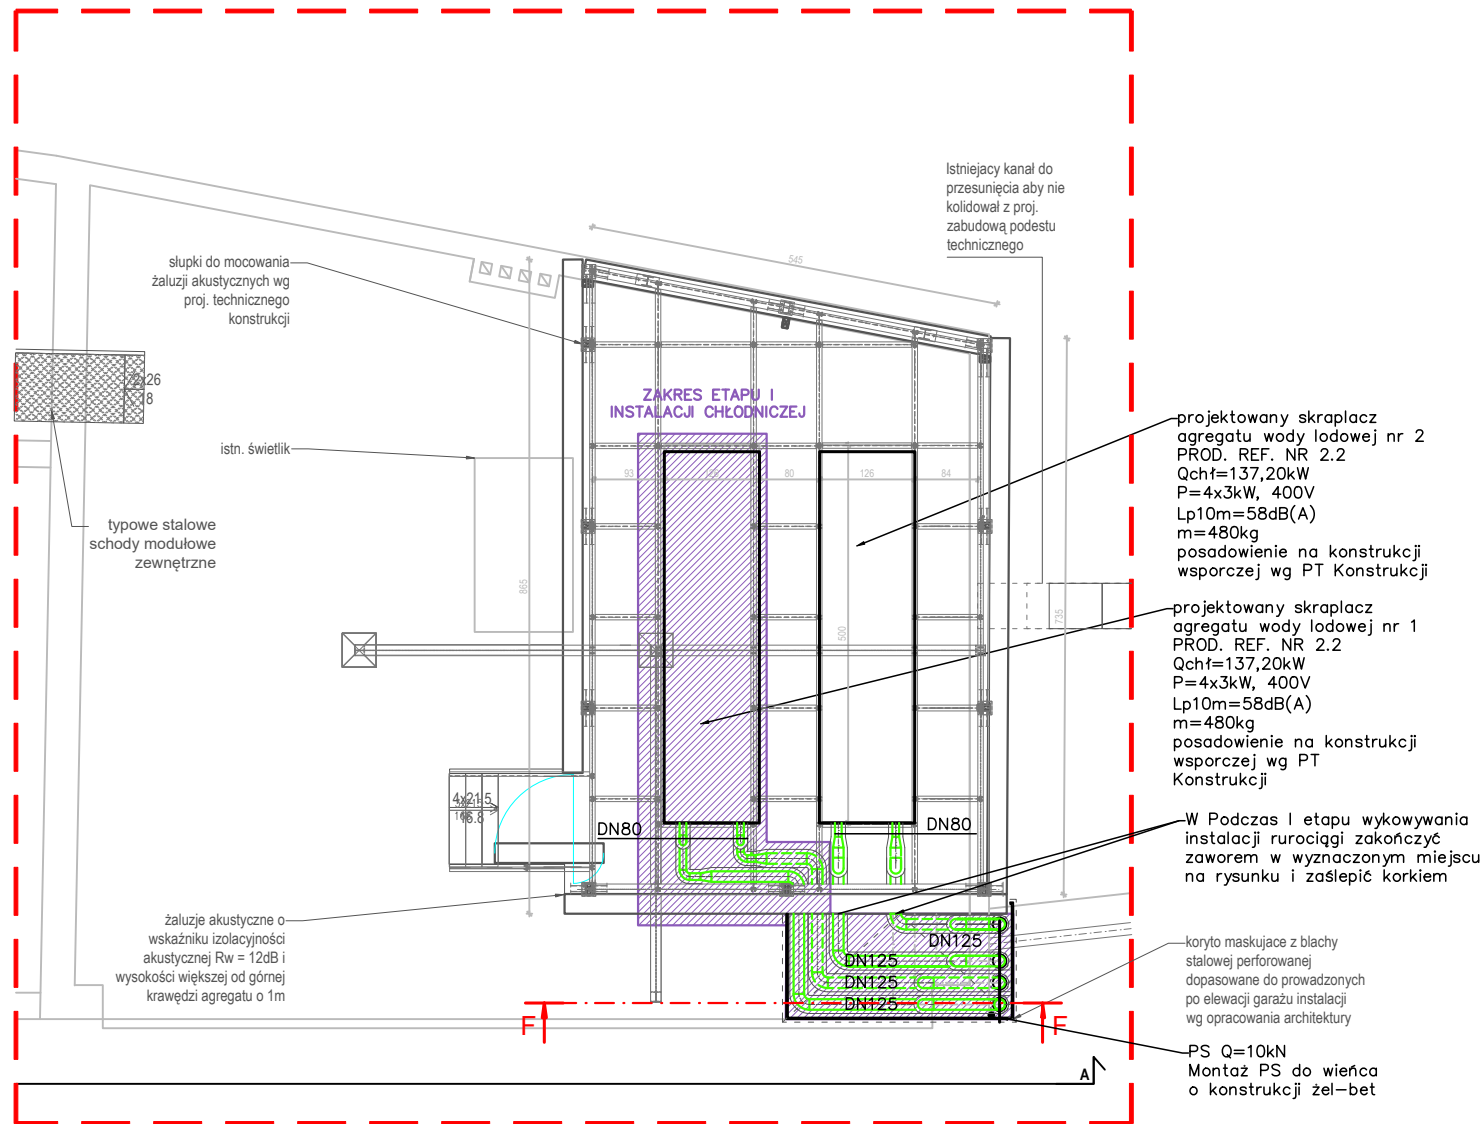 Istniejacy kanał do
przesunięcia aby nie
kolidował z proj.
zabudową podestu
technicznego
545
słupki do mocowania
żaluzji akustycznych wg
proj. technicznego
konstrukcji
2x26
8
ZAKRES ETAPU I
INSTALACJI CHŁODNICZEJ
istn. świetlik
93
126
80
126
84
typowe stalowe
schody modułowe
zewnętrzne
865
500
735
projektowany skraplacz
agregatu wody lodowej nr 2
PROD. REF. NR 2.2
Qchł=137,20kW
P=4x3kW, 400V
Lp10m=58dB(A)
m=480kg
posadowienie na konstrukcji
wsporczej wg PT Konstrukcji
projektowany skraplacz
agregatu wody lodowej nr 1
PROD. REF. NR 2.2
Qchł=137,20kW
P=4x3kW, 400V
Lp10m=58dB(A)
m=480kg
posadowienie na konstrukcji
wsporczej wg PT
Konstrukcji
4x21.5
16.8
DN80
DN80
W Podczas I etapu wykowywania
instalacji rurociągi zakończyć
zaworem w wyznaczonym miejscu
na rysunku i zaślepić korkiem
żaluzje akustyczne o
wskaźniku izolacyjności
akustycznej Rw = 12dB i
wysokości większej od górnej
krawędzi agregatu o 1m
DN125
DN125
DN125
DN125
koryto maskujace z blachy
stalowej perforowanej
dopasowane do prowadzonych
po elewacji garażu instalacji
wg opracowania architektury
F
F
PS Q=10kN
Montaż PS do wieńca
o konstrukcji żel-bet
A